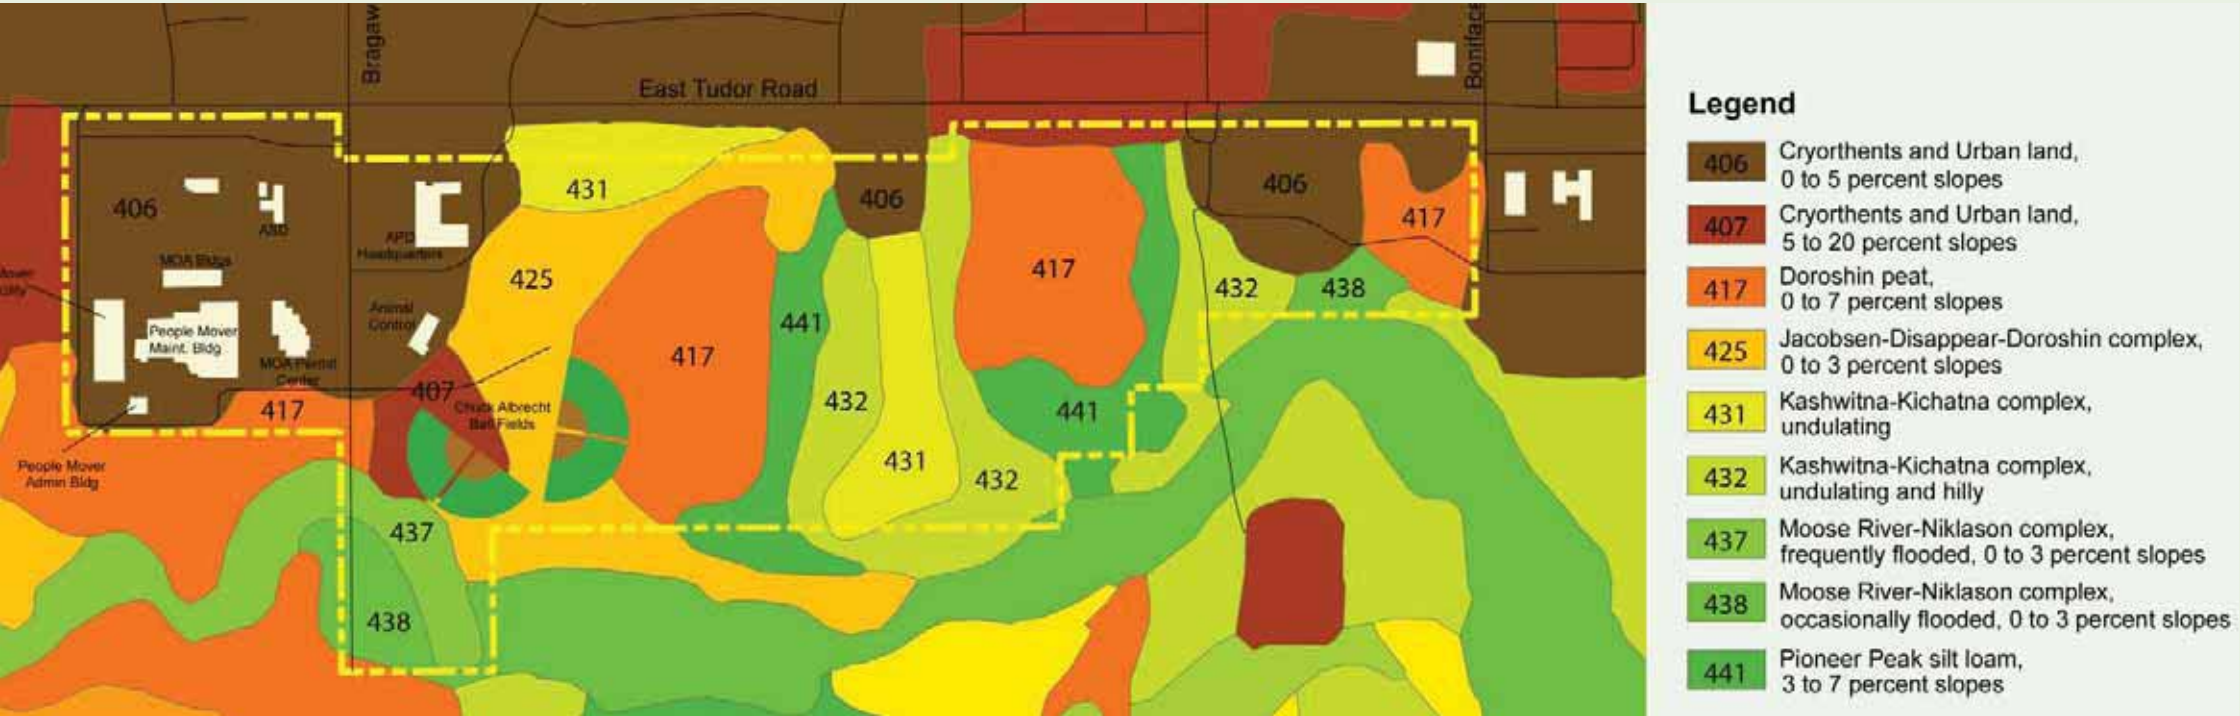 Bragaw
Boniface
East Tudor Road
431
406
406
406
417
ASD
APD
Headquarters
MOA Bldgs
425
417
432
438
Animal
Control
441
People Mover
Maint. Bldg
417
MOA Permit
Center
407
432
441
417
Chuck Albrecht
Ball Fields
431
432
People Mover
Admin Bldg
437
438
Legend
406 Cryorthents and Urban land,
0 to 5 percent slopes
407 Cryorthents and Urban land,
5 to 20 percent slopes
417 Doroshin peat,
0 to 7 percent slopes
425 Jacobsen-Disappear-Doroshin complex,
0 to 3 percent slopes
431 Kashwitna-Kichatna complex,
undulating
432 Kashwitna-Kichatna complex,
undulating and hilly
437 Moose River-Niklason complex,
frequently flooded, 0 to 3 percent slopes
438 Moose River-Niklason complex,
occasionally flooded, 0 to 3 percent slopes
441 Pioneer Peak silt loam,
3 to 7 percent slopes